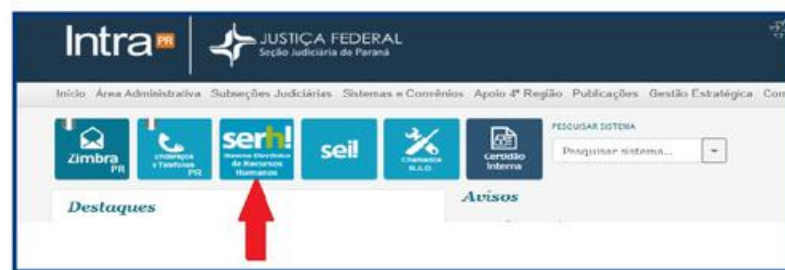 Intra PR
JUSTIÇA FEDERAL
Seção Judiciária do Paraná
Início Área Administrativa Subseções Judiciárias Sistemas e Convênios Apoio 4ª Região Publicações Gestão Estratégica Com
Zimbra
PR
Endereços
e Telefones
PR
serh!
Sistema Eletrônico
de Recursos
Humanos
sei!
Chamados
Certidão
Interna
PESQUISAR SISTEMA
Pesquisar sistema...
Destaques
Avisos